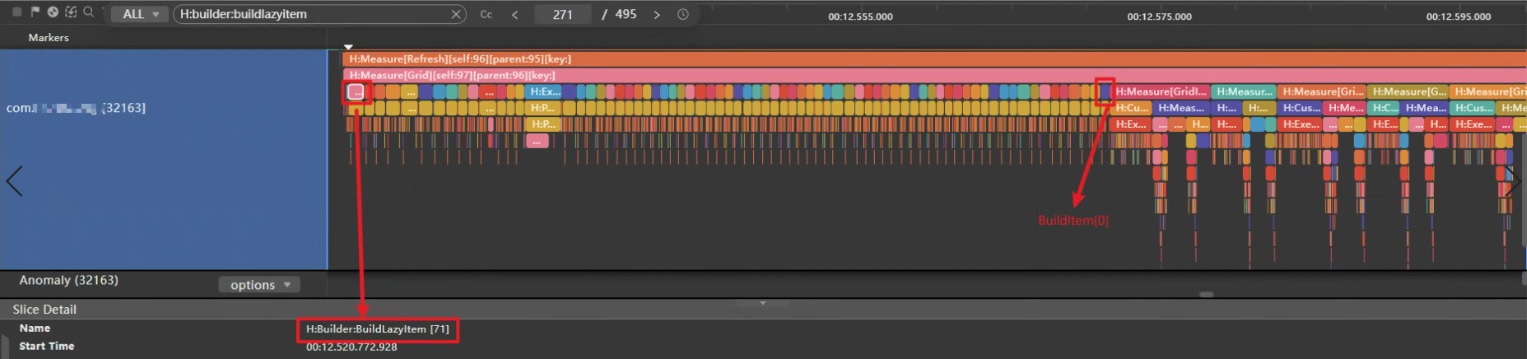 ALL H:builder:buildlazyitem Cc 271 / 495
00:12.555.000 00:12.575.000 00:12.595.000
Markers
H:Measure[Refresh][self:96][parent:95][key:]
H:Measure[Grid][self:97][parent:96][key:]
... ... ... H:Ex... H:Measure[GridI... H:Measur... H:Measure[Gri... H:Measure[G... H:Measure[Gri
com. [32163] H:P... H:Cu... H:Meas... H:... H:... H:Cus... H:Me... H:Cus... H:Mea... H:Cus... H:Me
... H:P... H:Ex... ... H... H:... H:Exe... ... ... H:Exe... ... H... H:Exe... ...
...
BuildItem[0]
Anomaly (32163) options
Slice Detail
Name H:Builder:BuildLazyItem [71]
Start Time 00:12.520.772.928